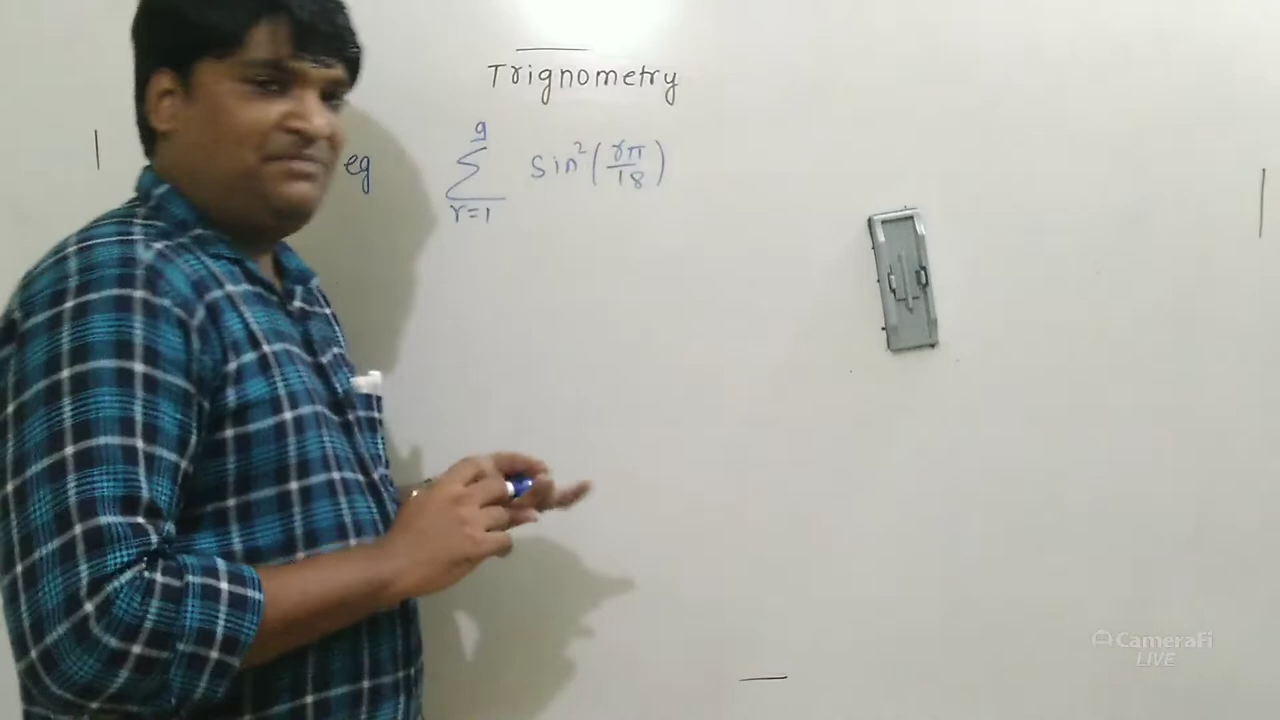 Trignometry
eg 9 Σ r=1 Sin²(rπ/18)
CameraFi
LIVE